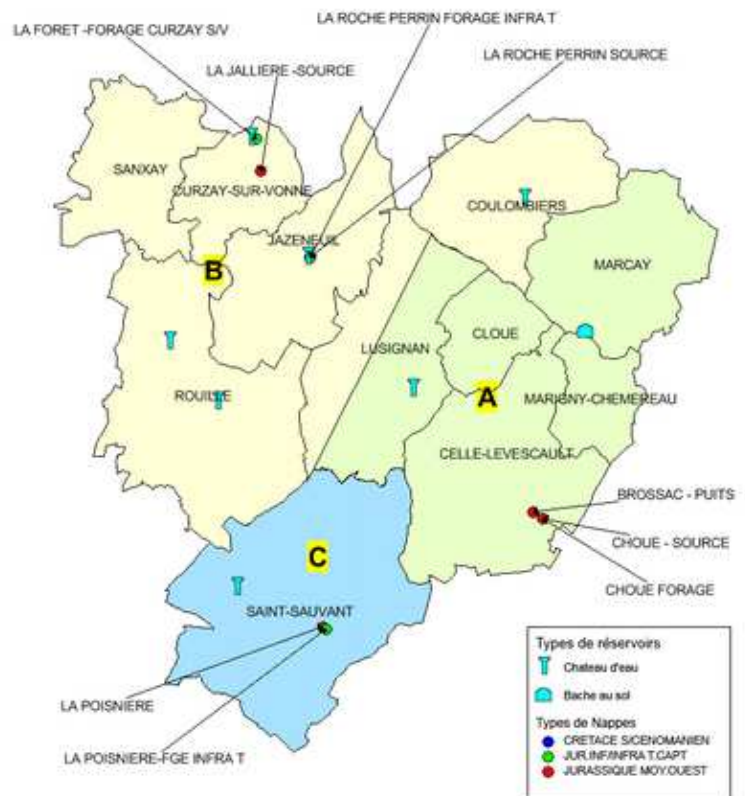 LA FORET -FORAGE CURZAY S/V
LA ROCHE PERRIN FORAGE INFRA T
LA ROCHE PERRIN SOURCE
LA JALLIERE -SOURCE
SANXAY
CURZAY-SUR-VONNE
COULOMBIERS
JAZENEUIL
MARCAY
B
LUSIGNAN
CLOUE
ROUILLE
A
MARIGNY-CHEMEREAU
CELLE-LEVESCAULT
BROSSAC - PUITS
CHOUE - SOURCE
CHOUE FORAGE
C
SAINT-SAUVANT
LA POISNIERE
LA POISNIERE-FGE INFRA T
Types de réservoirs
Chateau d'eau
Bache au sol
Types de Nappes
CRETACE S/CENOMANIEN
JUR.INF/INFRA T.CAPT
JURASSIQUE MOY.OUEST